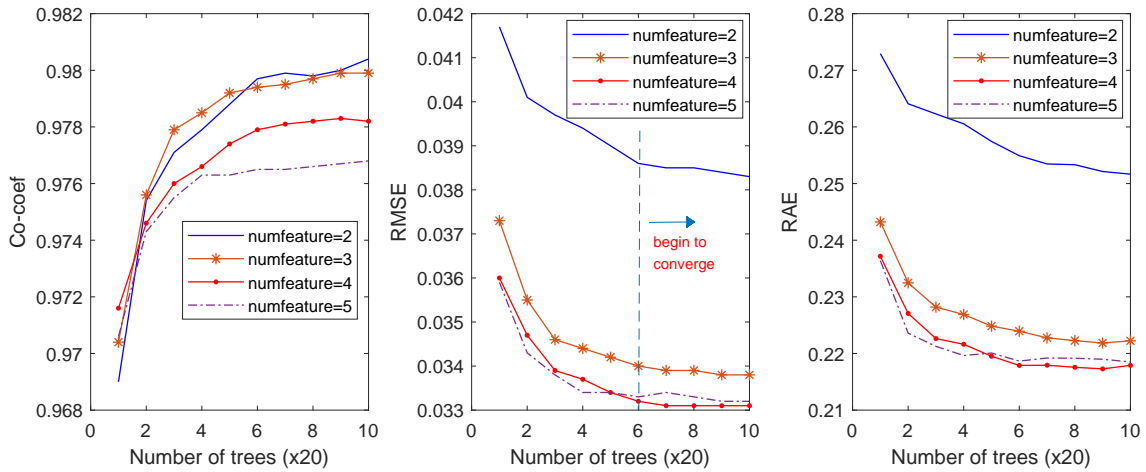 0.982
0.98
0.978
0.976
0.974
0.972
0.97
0.968
Co-coef
numfeature=2
numfeature=3
numfeature=4
numfeature=5
0 2 4 6 8 10
Number of trees (x20)
0.042
0.041
0.04
0.039
0.038
0.037
0.036
0.035
0.034
0.033
RMSE
numfeature=2
numfeature=3
numfeature=4
numfeature=5
begin to
converge
0 2 4 6 8 10
Number of trees (x20)
0.28
0.27
0.26
0.25
0.24
0.23
0.22
0.21
RAE
numfeature=2
numfeature=3
numfeature=4
numfeature=5
0 2 4 6 8 10
Number of trees (x20)